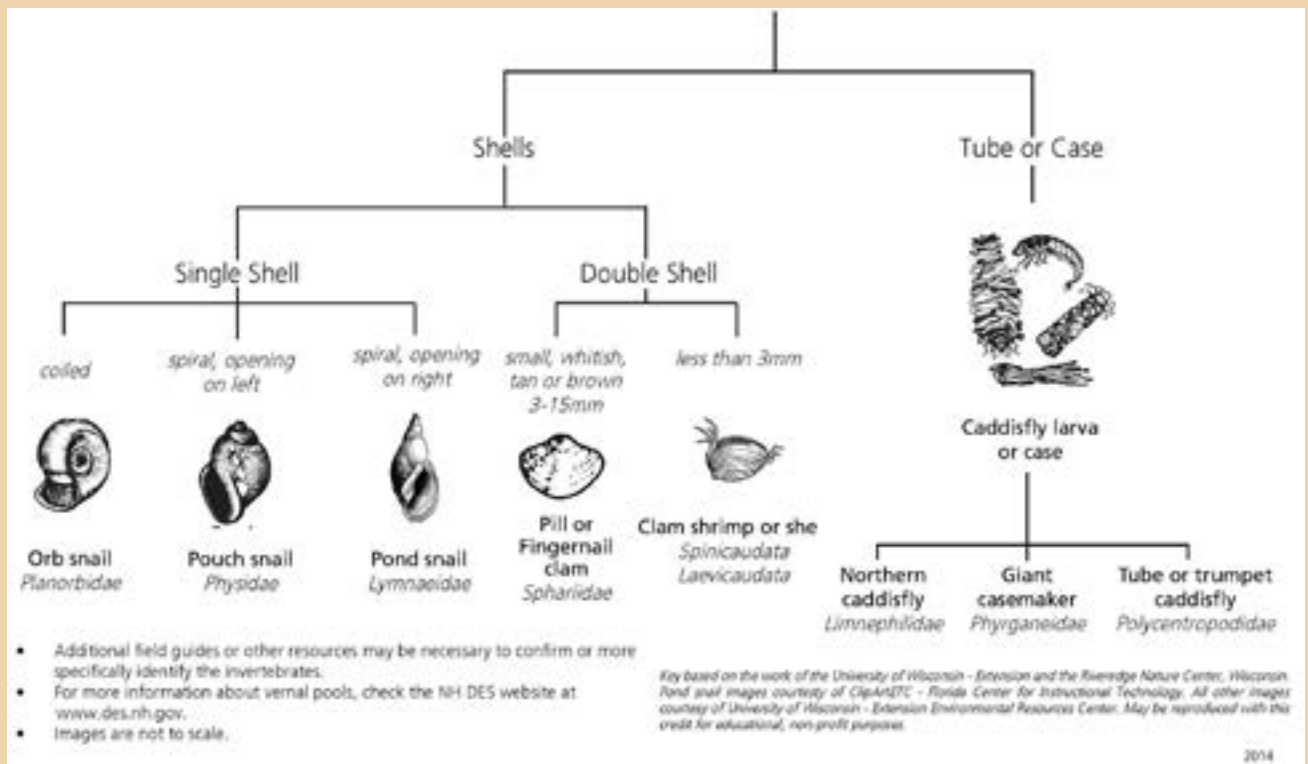 Shells
Tube or Case
Single Shell
Double Shell
coiled
spiral, opening
on left
spiral, opening
on right
small, whitish,
tan or brown
3-15mm
less than 3mm
Orb snail
Planorbidae
Pouch snail
Physidae
Pond snail
Lymnaeidae
Pill or
Fingernail
clam
Sphariidae
Clam shrimp or she
Spinicaudata
Laevicaudata
Caddisfly larva
or case
Northern
caddisfly
Limnephilidae
Giant
casemaker
Phyrganeidae
Tube or trumpet
caddisfly
Polycentropodidae
• Additional field guides or other resources may be necessary to confirm or more
specifically identify the invertebrates.
• For more information about vernal pools, check the NH DES website at
www.des.nh.gov.
• Images are not to scale.
Key based on the work of the University of Wisconsin - Extension and the Riveredge Nature Center, Wisconsin.
Pond snail images courtesy of ClipArtETC - Florida Center for Instructional Technology. All other images
courtesy of University of Wisconsin - Extension Environmental Resources Center. May be reproduced with this
credit for educational, non-profit purposes.
2014